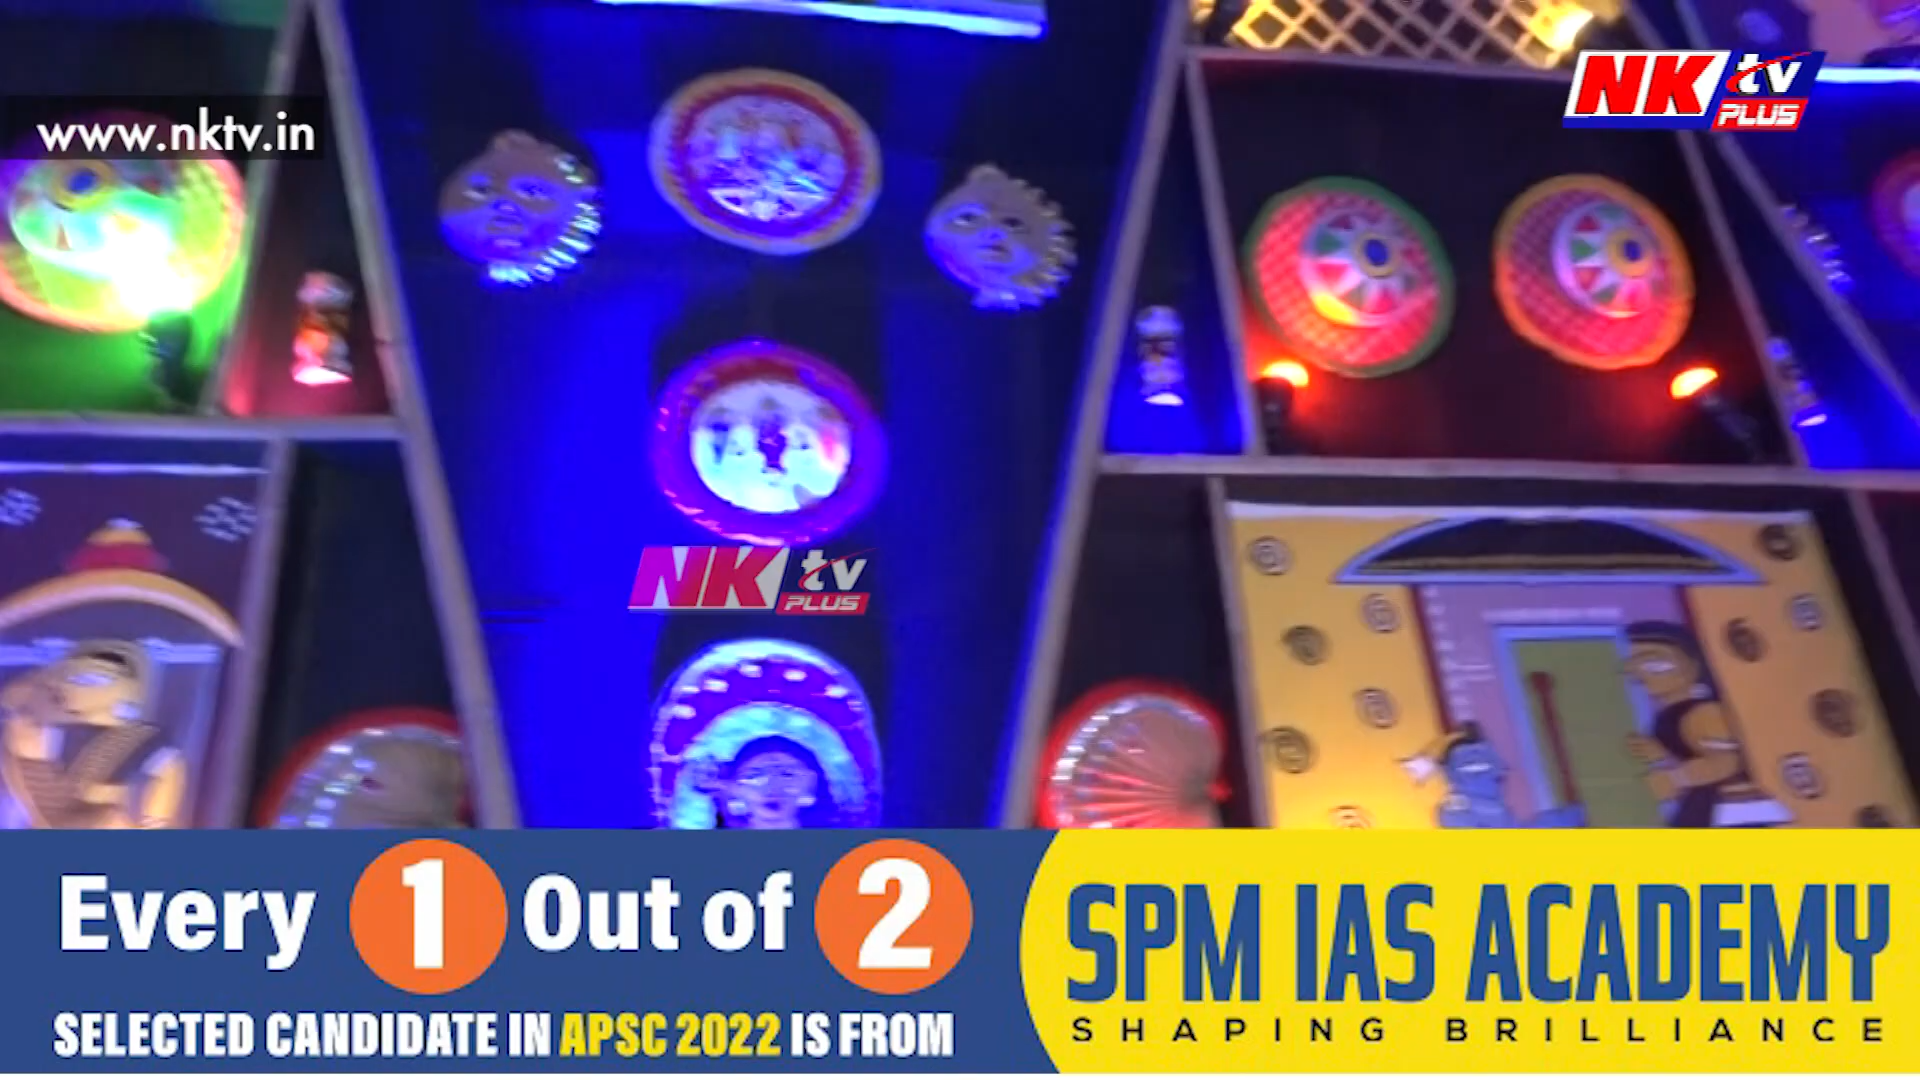 www.nktv.in
NK tv
PLUS
NK tv
PLUS
Every 1 Out of 2
SELECTED CANDIDATE IN APSC 2022 IS FROM
SPM IAS ACADEMY
SHAPING BRILLIANCE